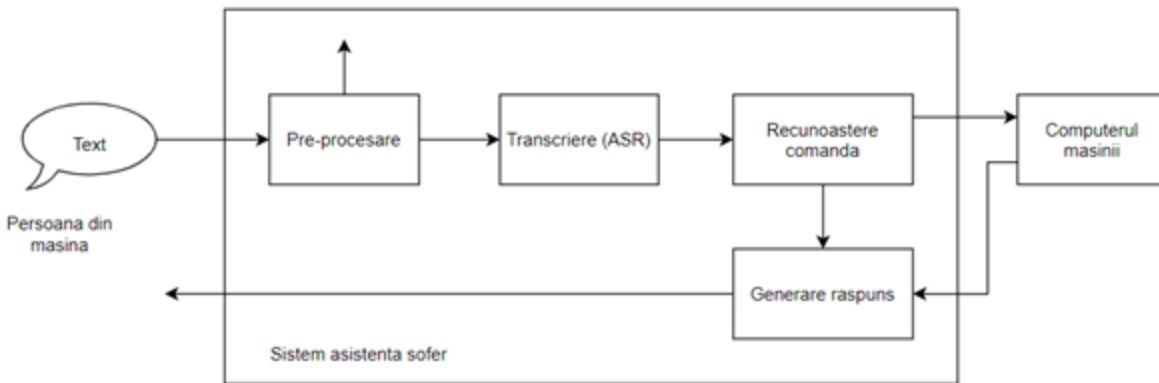 Text
Persoana din
masina
Pre-procesare
Transcriere (ASR)
Recunoastere
comanda
Computerul
masinii
Generare raspuns
Sistem asistenta sofer